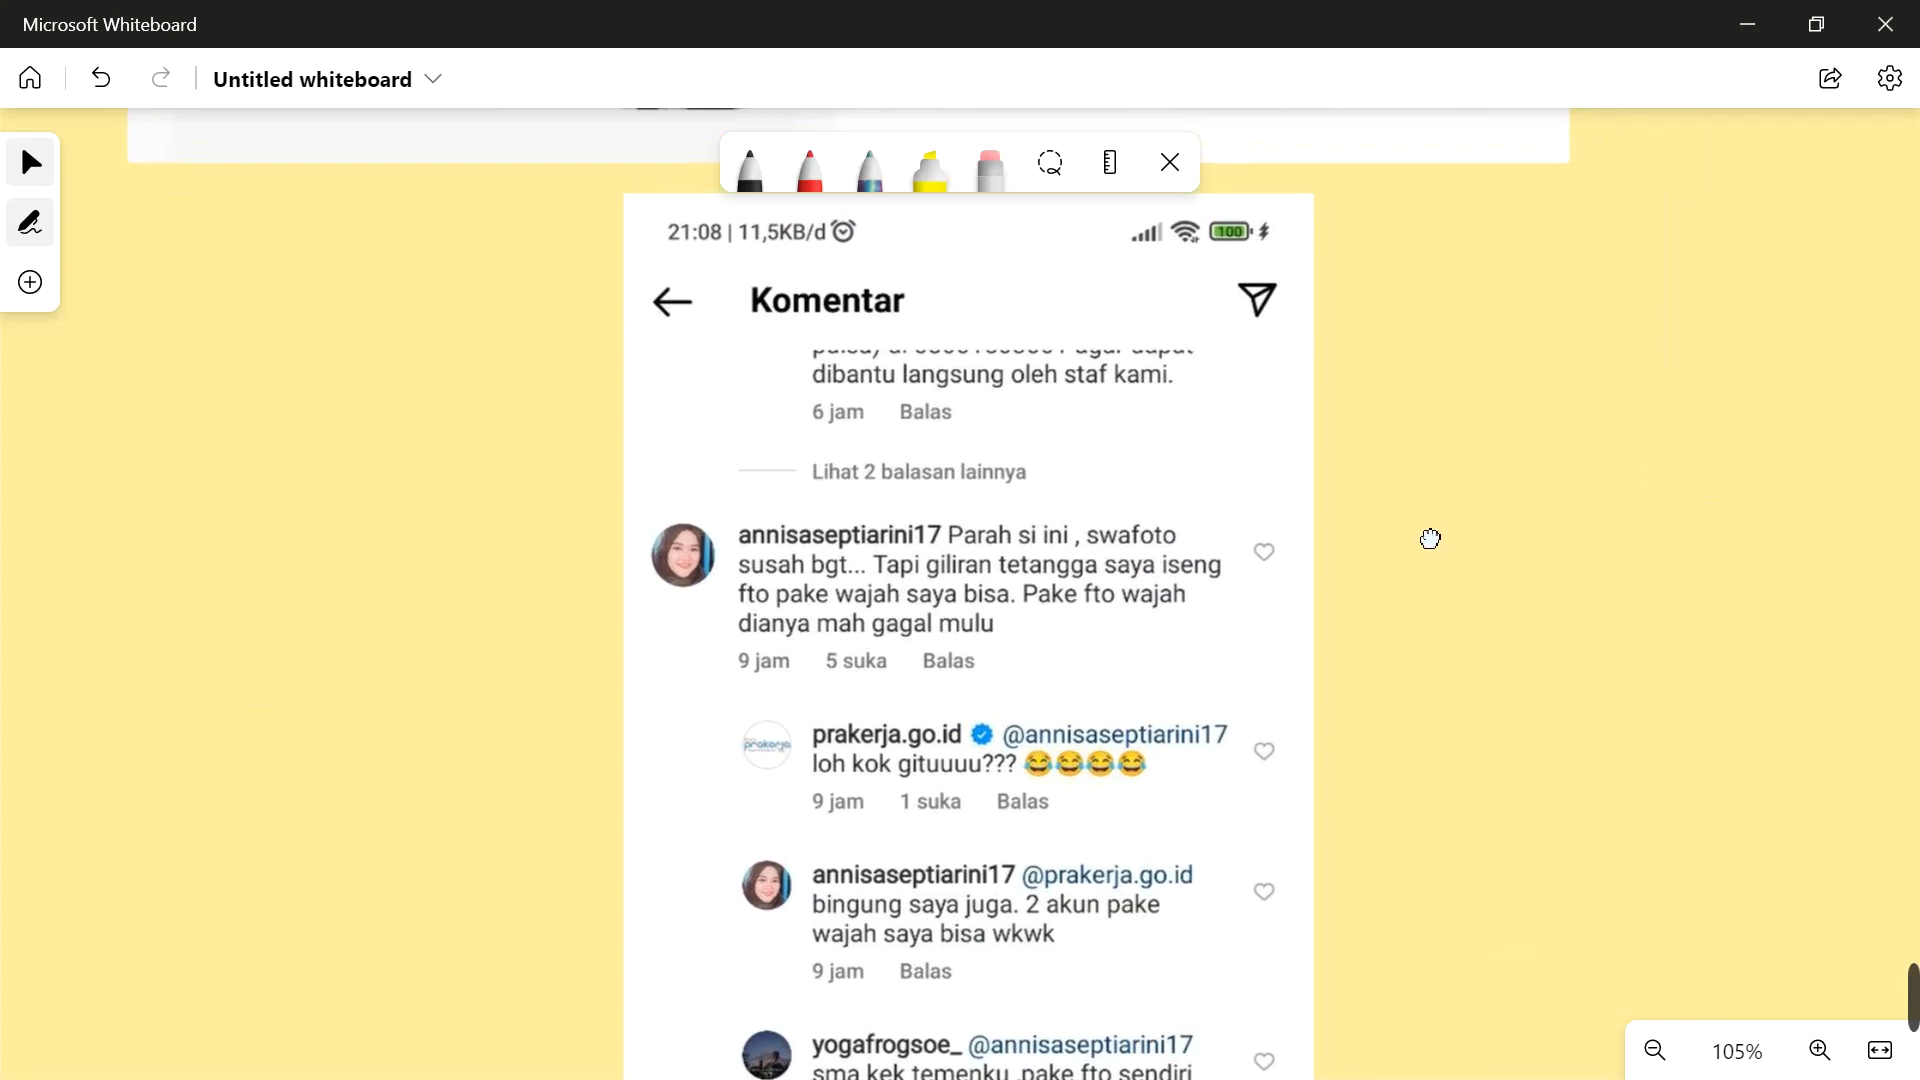 Microsoft Whiteboard
Untitled whiteboard
21:08 | 11,5KB/d
100
Komentar
agar dapat
dibantu langsung oleh staf kami.
6 jam Balas
Lihat 2 balasan lainnya
annisaseptiarini17 Parah si ini , swafoto
susah bgt... Tapi giliran tetangga saya iseng
fto pake wajah saya bisa. Pake fto wajah
dianya mah gagal mulu
9 jam 5 suka Balas
prakerja
prakerja.go.id @annisaseptiarini17
loh kok gituuuu??? 😂😂😂😂
9 jam 1 suka Balas
annisaseptiarini17 @prakerja.go.id
bingung saya juga. 2 akun pake
wajah saya bisa wkwk
9 jam Balas
yogafrogsoe_ @annisaseptiarini17
sma kek temenku ,pake fto sendiri
105%